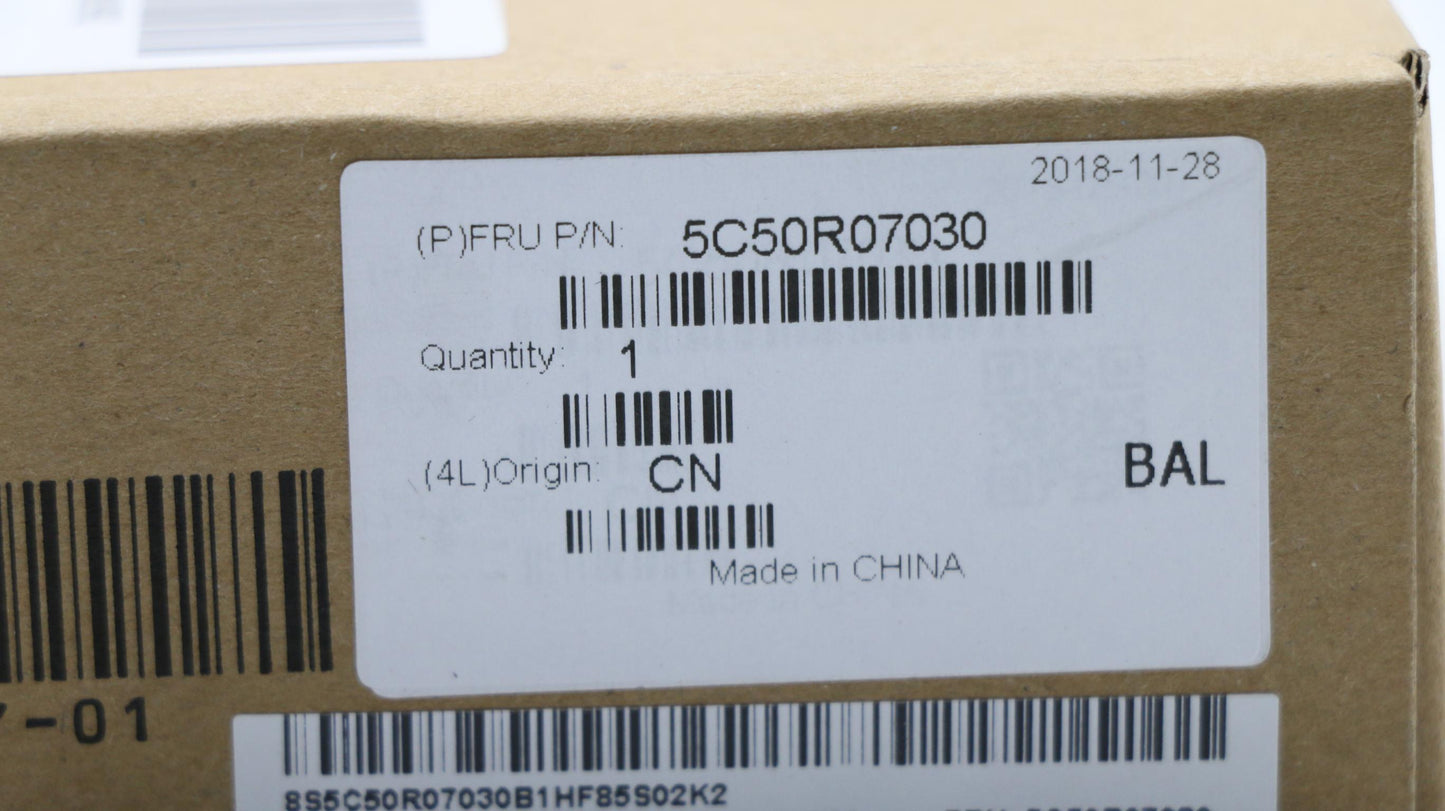 2018-11-28
(P)FRU P/N: 5C50R07030
Quantity: 1
(4L)Origin: CN
BAL
Made in CHINA
-01
8S5C50R07030B1HF85S02K2